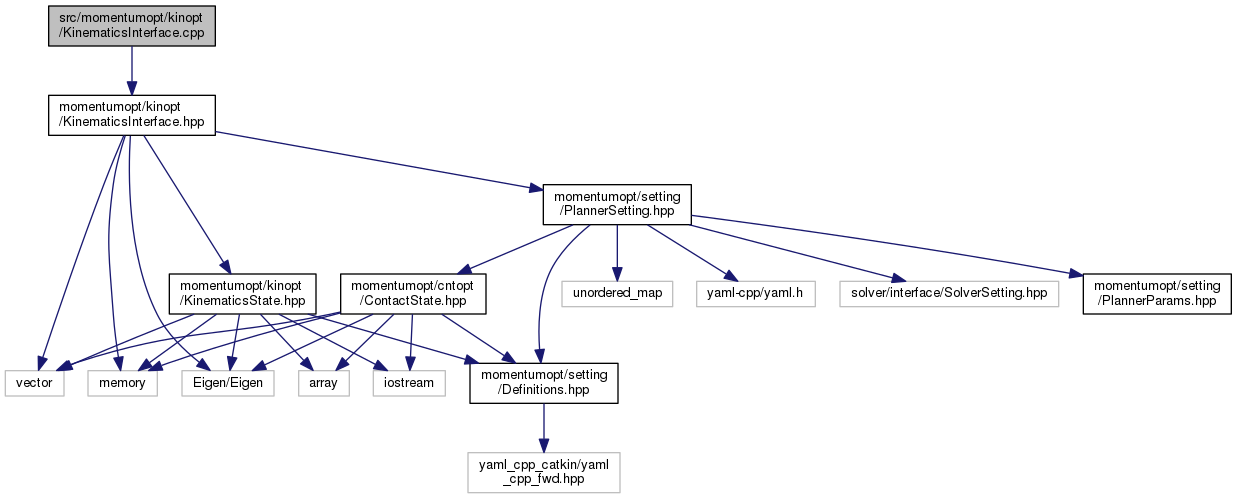 src/momentumopt/kinopt
/KinematicsInterface.cpp
momentumopt/kinopt
/KinematicsInterface.hpp
momentumopt/setting
/PlannerSetting.hpp
momentumopt/kinopt
/KinematicsState.hpp
momentumopt/cntopt
/ContactState.hpp
unordered_map
yaml-cpp/yaml.h
solver/interface/SolverSetting.hpp
momentumopt/setting
/PlannerParams.hpp
vector
memory
Eigen/Eigen
array
iostream
momentumopt/setting
/Definitions.hpp
yaml_cpp_catkin/yaml
_cpp_fwd.hpp